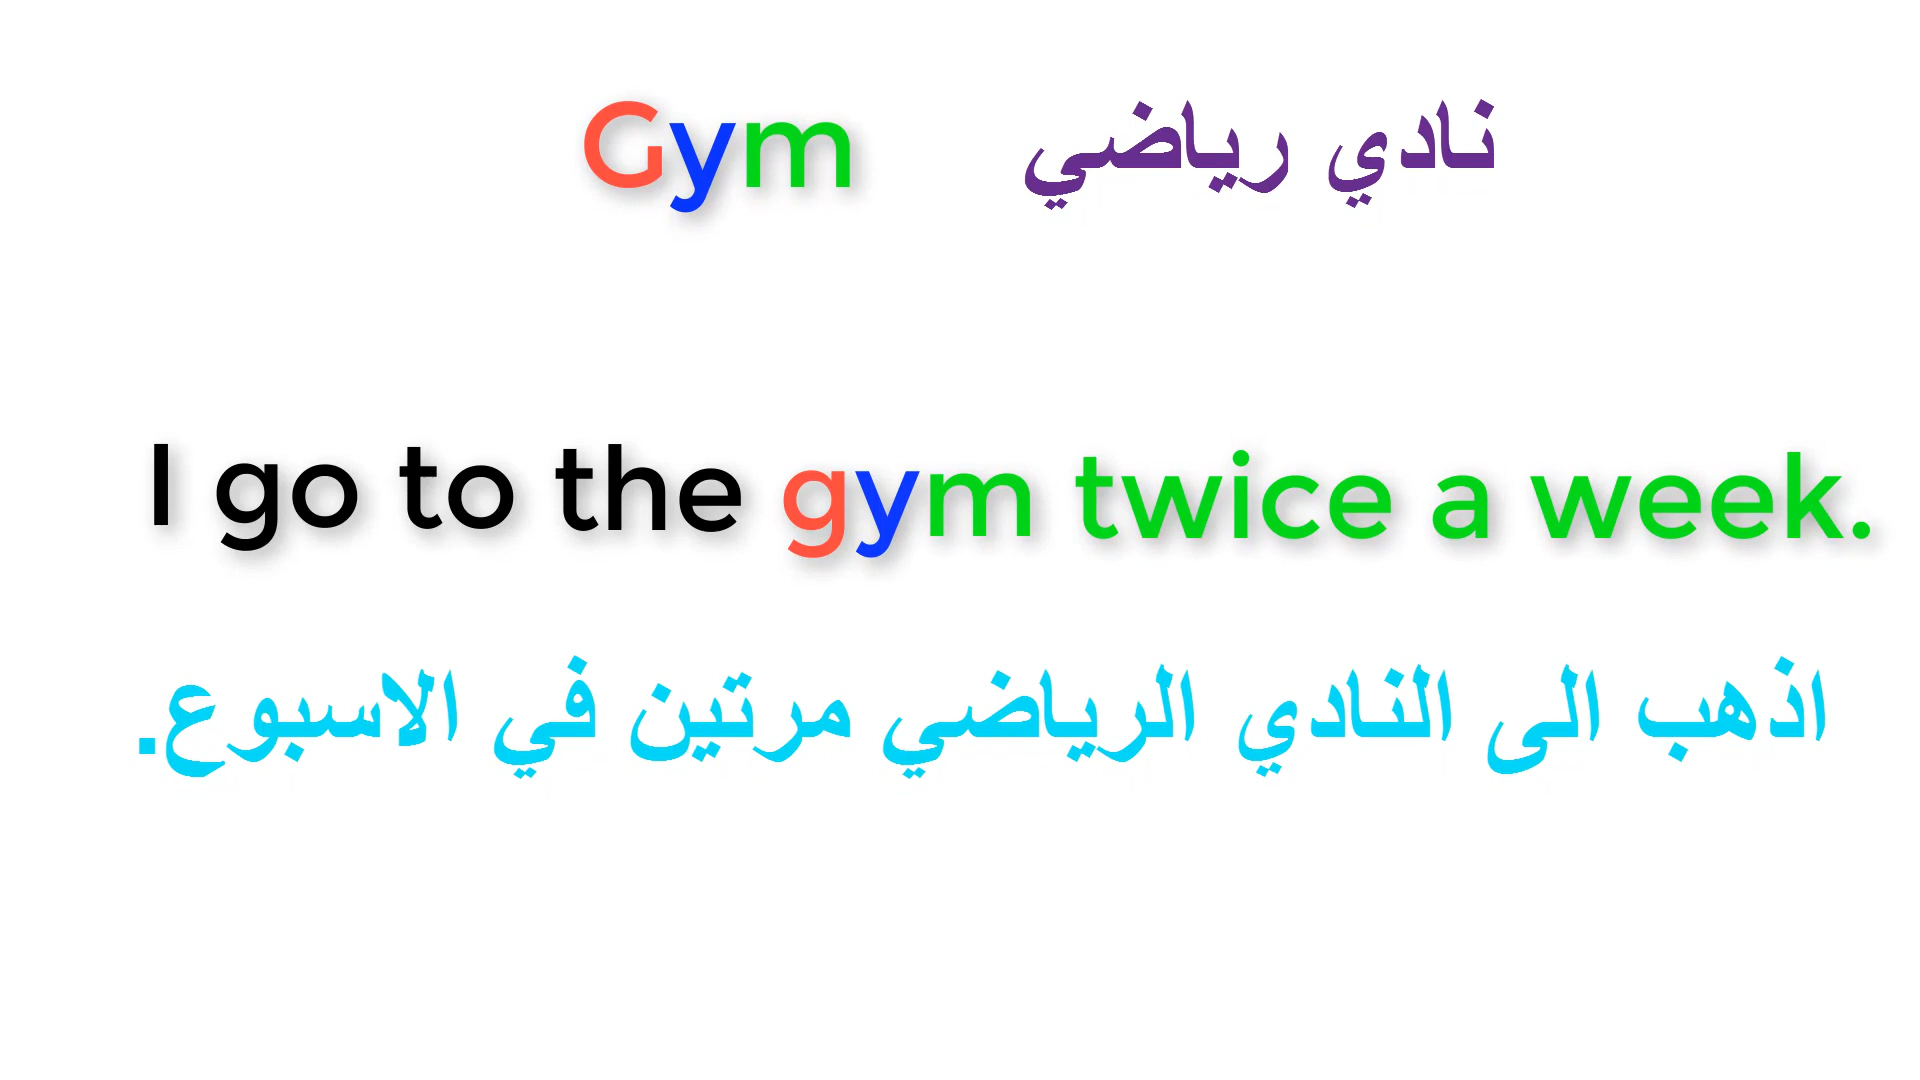 Gym نادي رياضي
I go to the gym twice a week.
اذهب الى النادي الرياضي مرتين في الاسبوع.